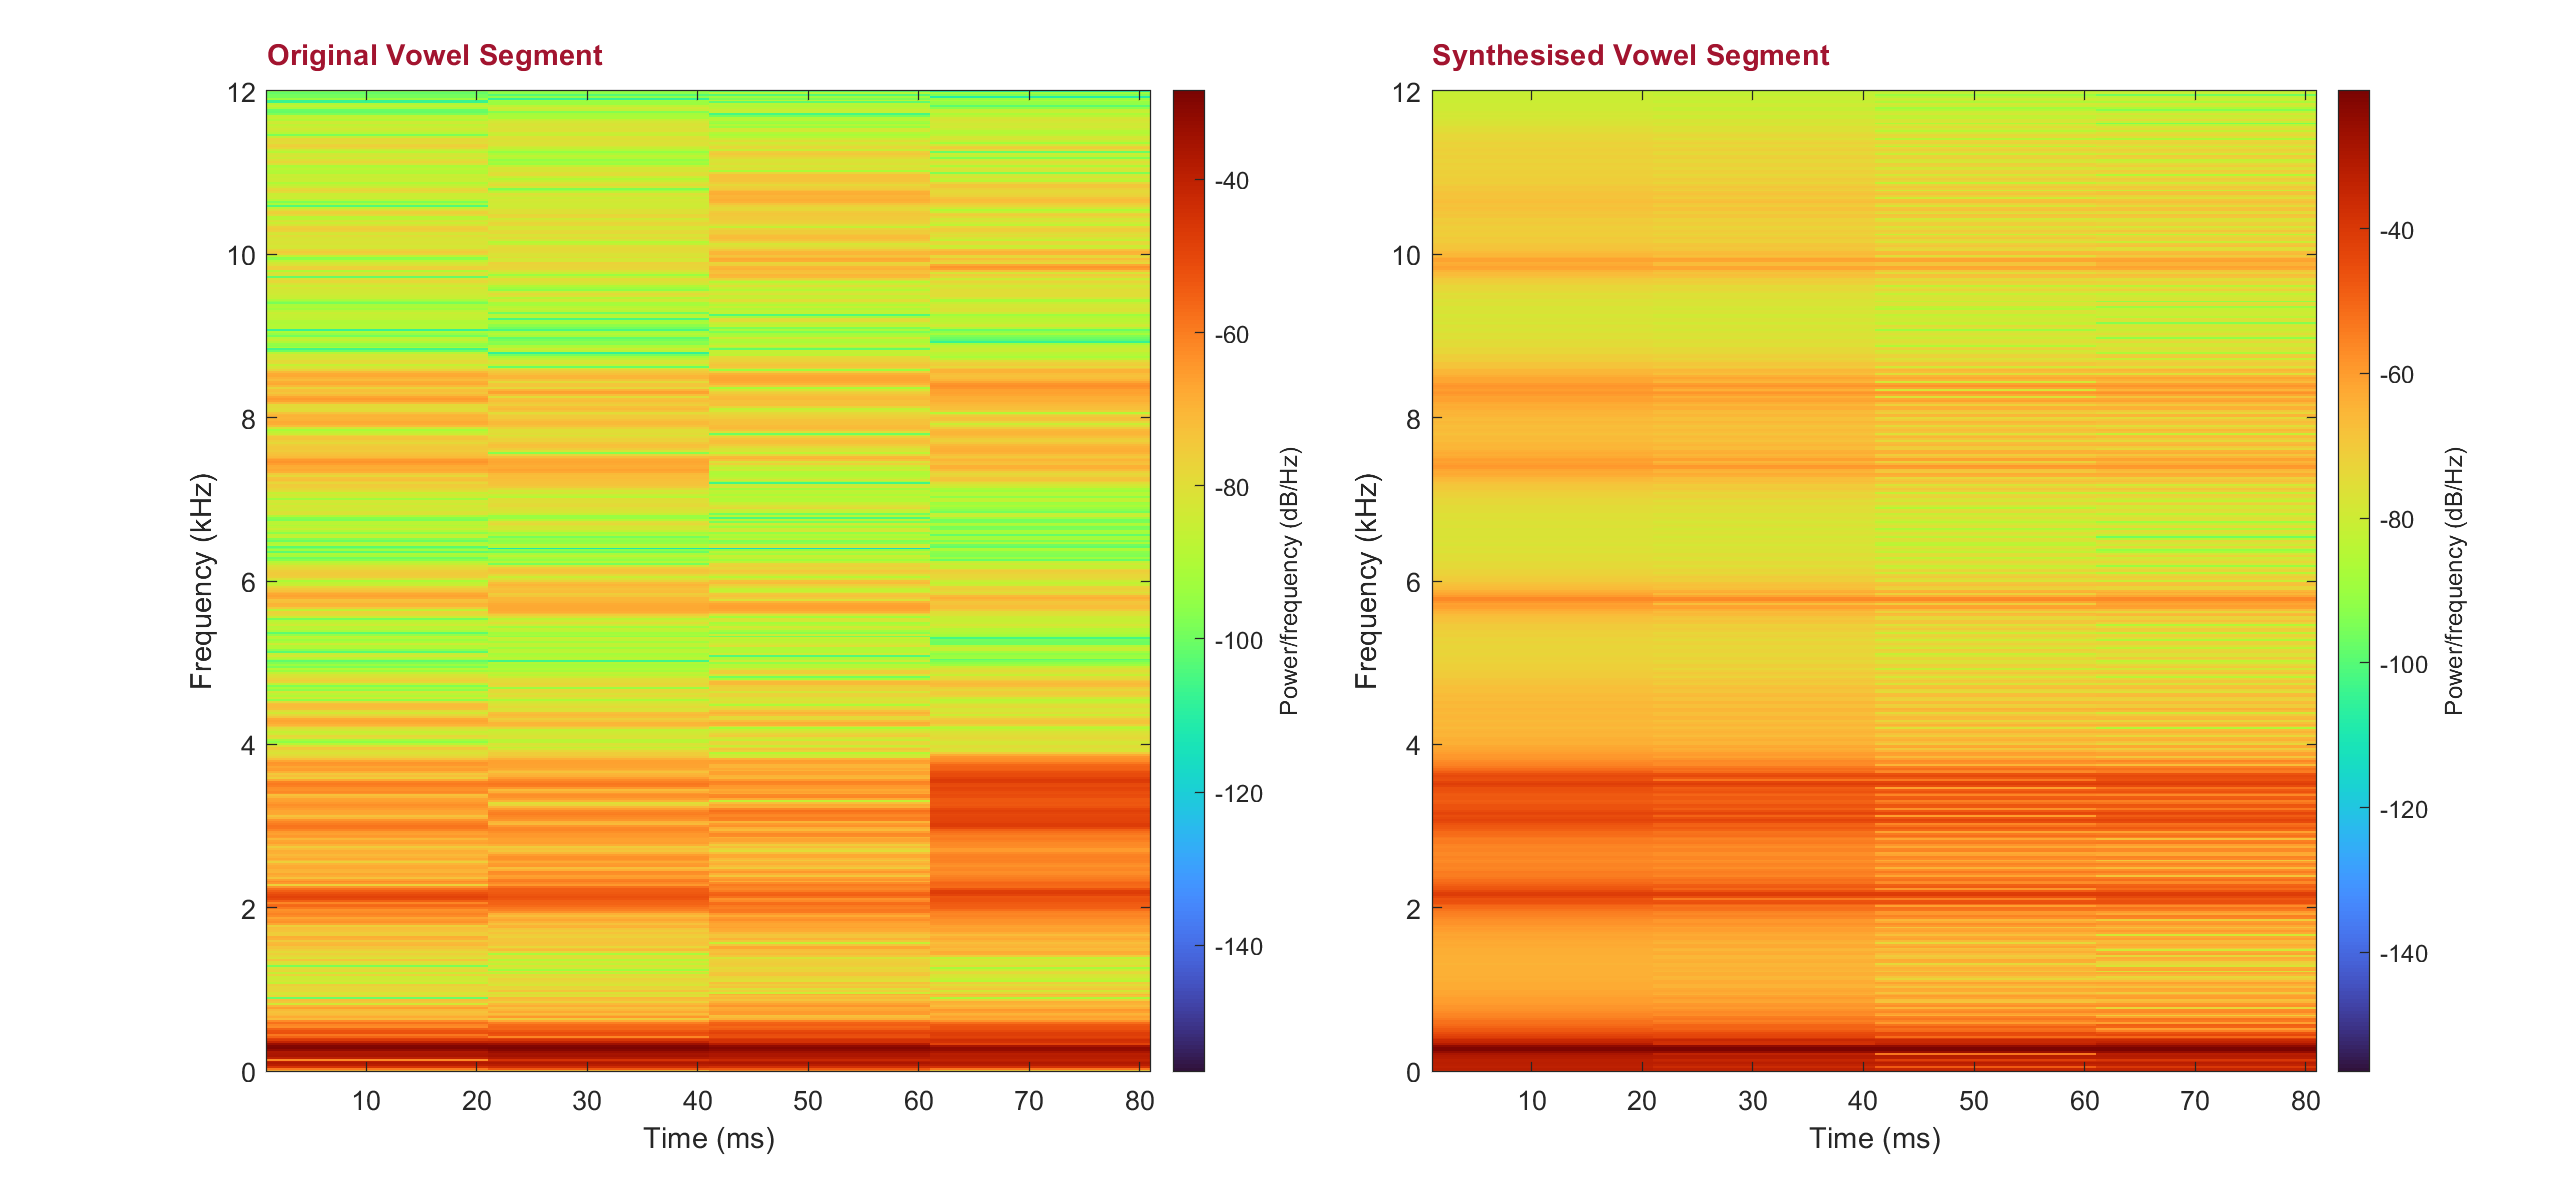 Original Vowel Segment
12
10
8
6
4
2
0
Frequency (kHz)
10 20 30 40 50 60 70 80
Time (ms)
-40
-60
-80
-100
-120
-140
Power/frequency (dB/Hz)
Synthesised Vowel Segment
12
10
8
6
4
2
0
Frequency (kHz)
10 20 30 40 50 60 70 80
Time (ms)
-40
-60
-80
-100
-120
-140
Power/frequency (dB/Hz)